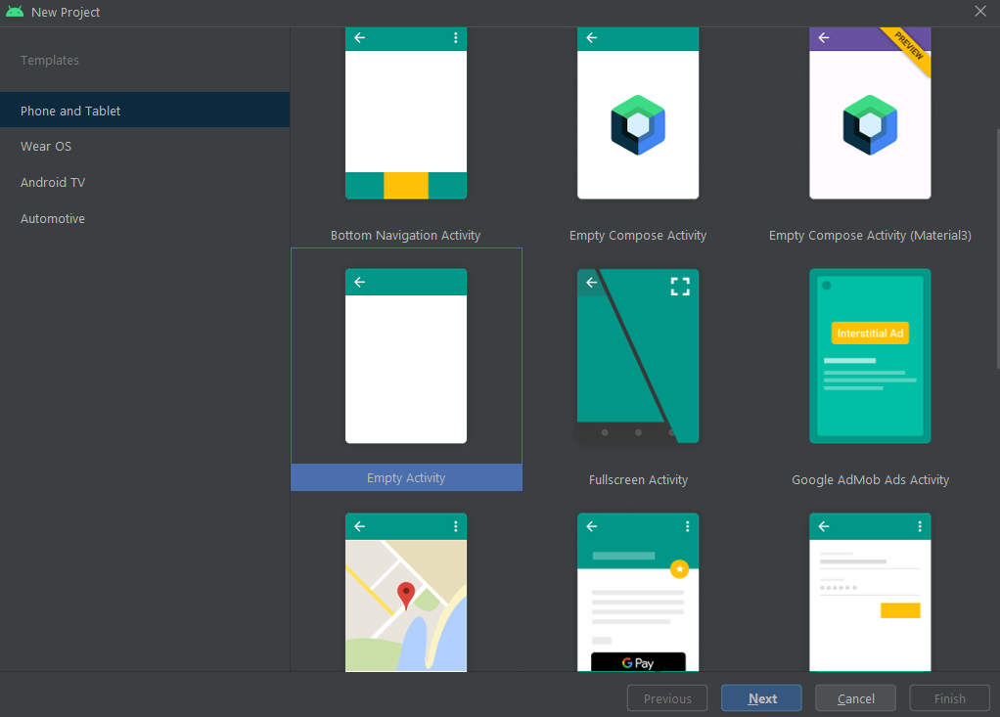 New Project
Templates
Phone and Tablet
Wear OS
Android TV
Automotive
PREVIEW
Bottom Navigation Activity
Empty Compose Activity
Empty Compose Activity (Material3)
Interstitial Ad
Empty Activity
Fullscreen Activity
Google AdMob Ads Activity
G Pay
Previous
Next
Cancel
Finish